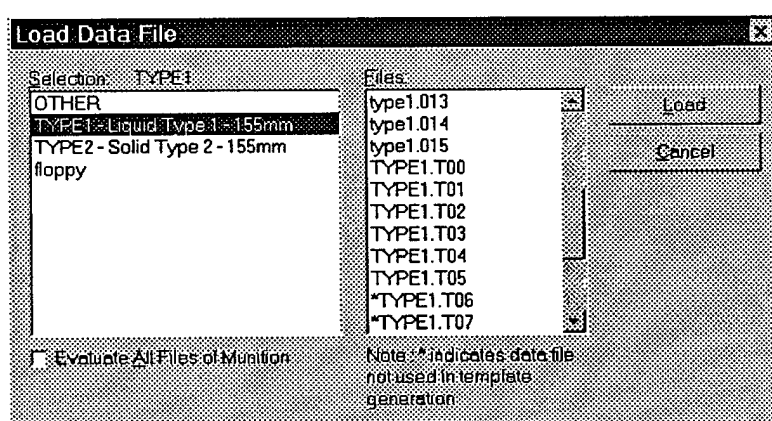 Load Data File
Selection: TYPE1
OTHER
TYPE1 - Liquid Type 1 - 155mm
TYPE2 - Solid Type 2 - 155mm
floppy
Evaluate All Files of Munition
Files
type1.013
type1.014
type1.015
TYPE1.T00
TYPE1.T01
TYPE1.T02
TYPE1.T03
TYPE1.T04
TYPE1.T05
*TYPE1.T06
*TYPE1.T07
Note: * indicates data file
not used in template
generation
Load
Cancel